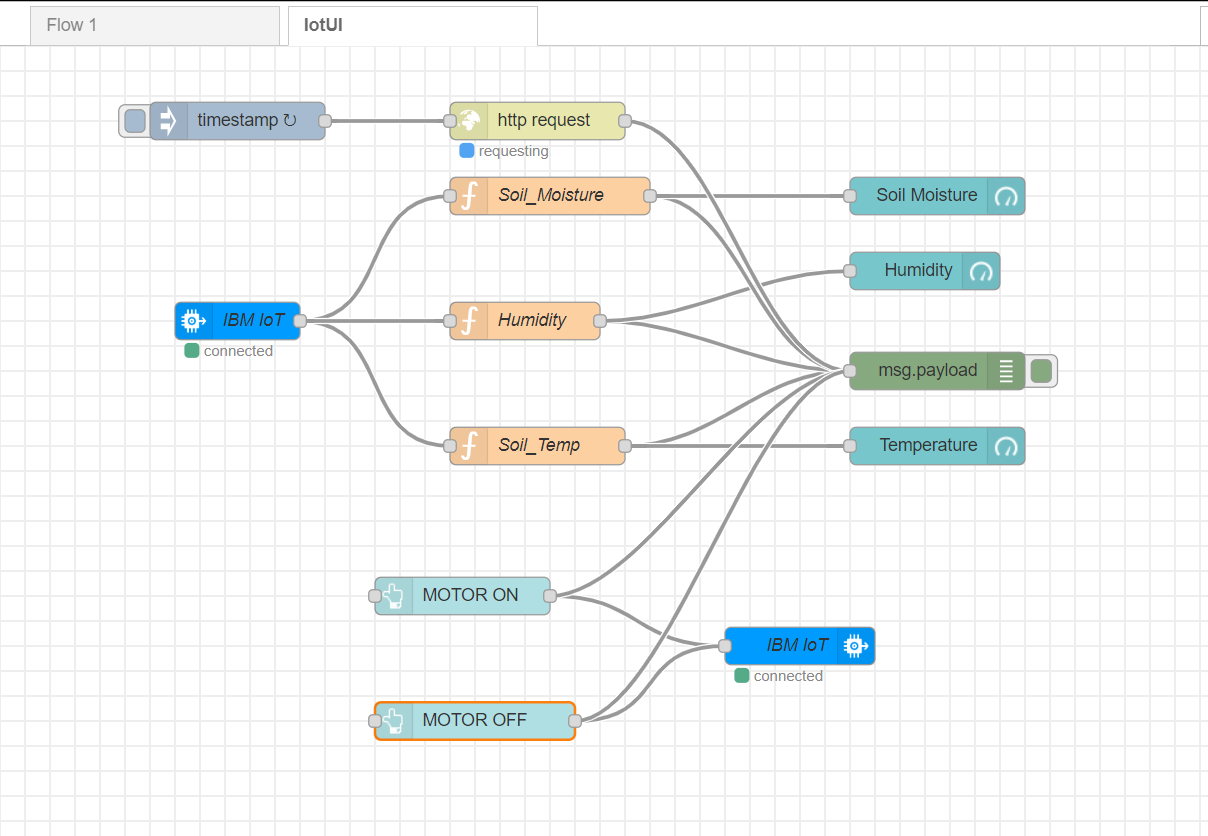 Flow 1
IotUI
timestamp ↻
http request
requesting
Soil_Moisture
Soil Moisture
Humidity
IBM IoT
connected
Humidity
msg.payload
Soil_Temp
Temperature
MOTOR ON
IBM IoT
connected
MOTOR OFF